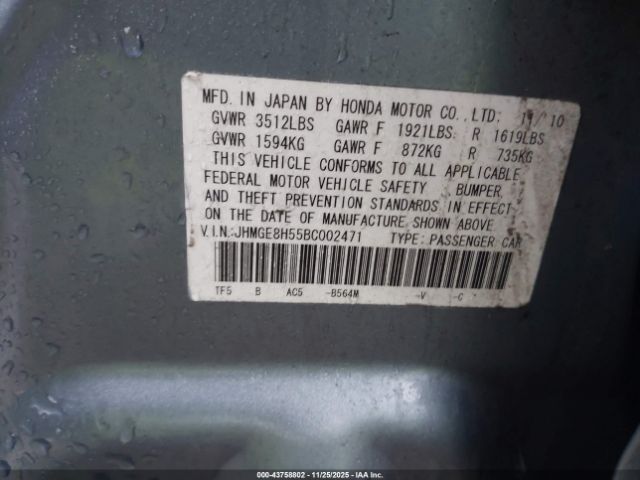 MFD. IN JAPAN BY HONDA MOTOR CO., LTD. 11/10
GVWR 3512LBS GAWR F 1921LBS R 1619LBS
GVWR 1594KG GAWR F 872KG R 735KG
THIS VEHICLE CONFORMS TO ALL APPLICABLE
FEDERAL MOTOR VEHICLE SAFETY, BUMPER,
AND THEFT PREVENTION STANDARDS IN EFFECT
ON THE DATE OF MANUFACTURE SHOWN ABOVE
V.I.N.:JHMGE8H55BC002471 TYPE: PASSENGER CAR
TF5 B AC5 -B564M -V -C
000-43758802 - 11/25/2025 - IAA Inc.